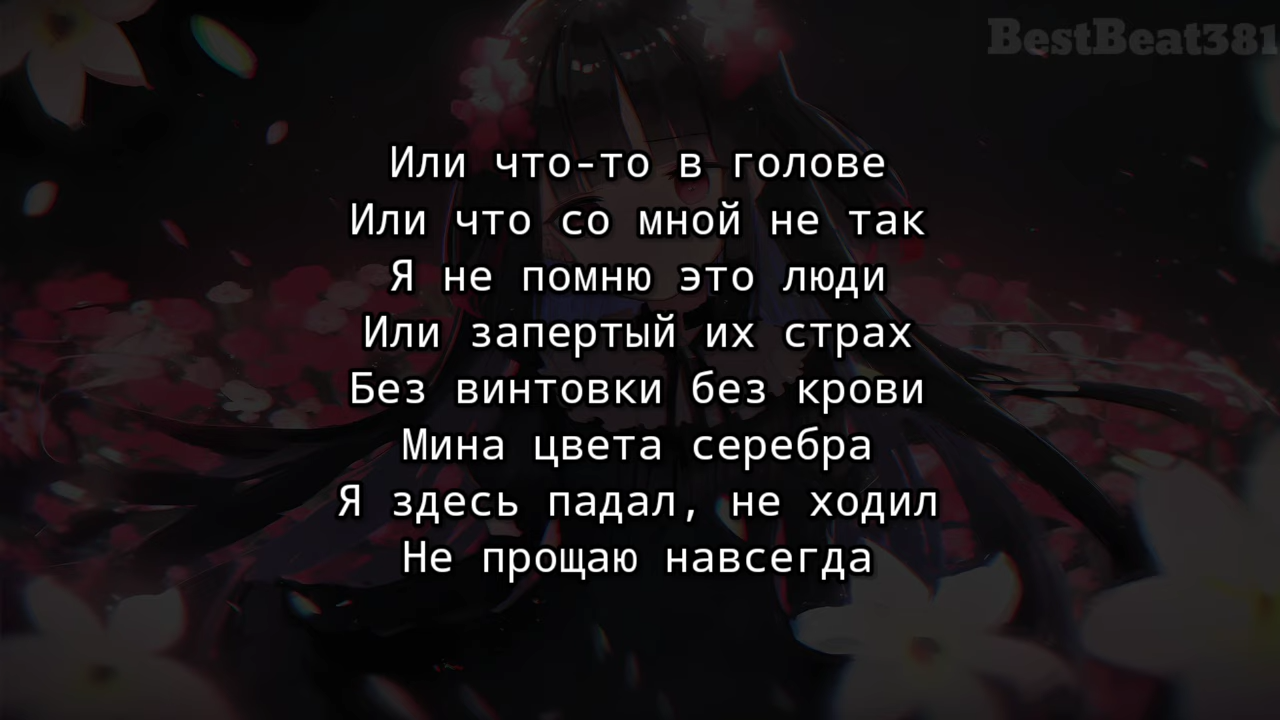 BestBeat381
Или что-то в голове
Или что со мной не так
Я не помню это люди
Или запертый их страх
Без винтовки без крови
Мина цвета серебра
Я здесь падал, не ходил
Не прощаю навсегда